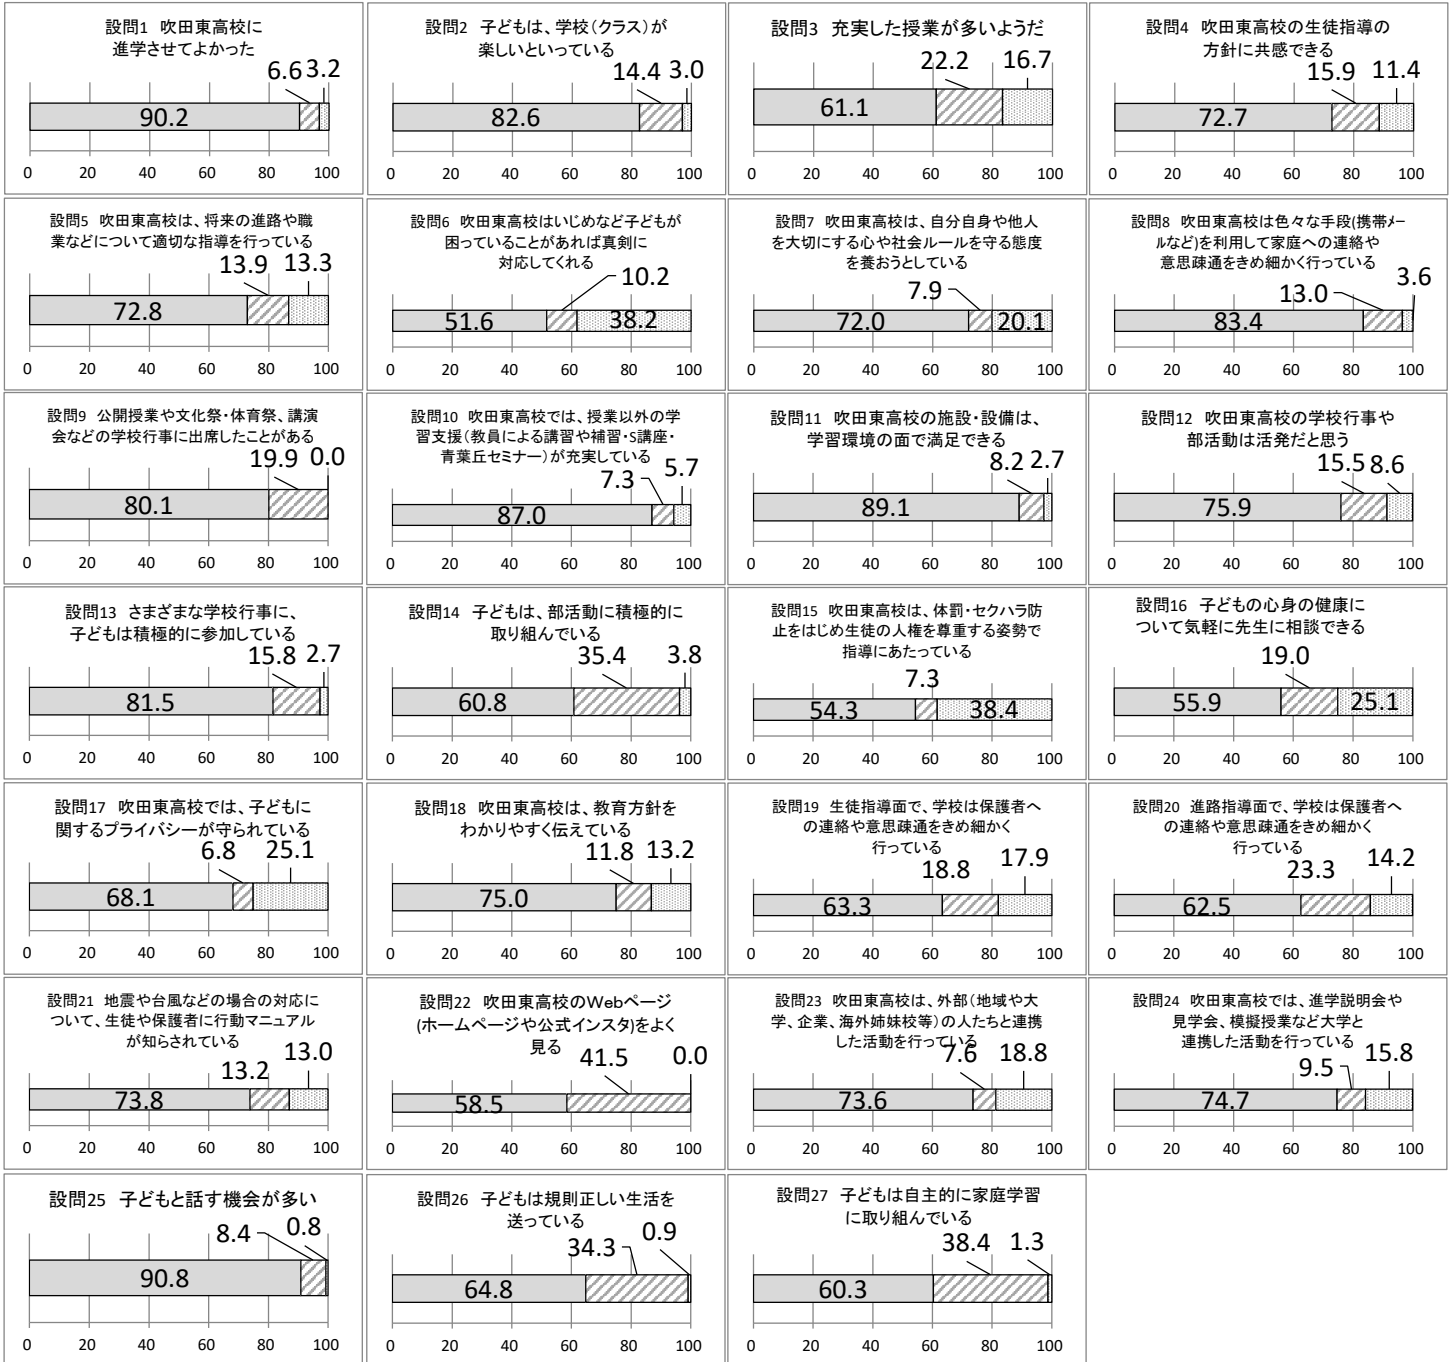 設問1 吹田東高校に
進学させてよかった
6.6 3.2
90.2
0 20 40 60 80 100
設問2 子どもは、学校(クラス)が
楽しいといっている
14.4 3.0
82.6
0 20 40 60 80 100
設問3 充実した授業が多いようだ
22.2 16.7
61.1
0 20 40 60 80 100
設問4 吹田東高校の生徒指導の
方針に共感できる
15.9 11.4
72.7
0 20 40 60 80 100
設問5 吹田東高校は、将来の進路や職
業などについて適切な指導を行っている
13.9 13.3
72.8
0 20 40 60 80 100
設問6 吹田東高校はいじめなど子どもが
困っていることがあれば真剣に
対応してくれる
10.2
51.6 38.2
0 20 40 60 80 100
設問7 吹田東高校は、自分自身や他人
を大切にする心や社会ルールを守る態度
を養おうとしている
7.9
72.0 20.1
0 20 40 60 80 100
設問8 吹田東高校は色々な手段(携帯メー
ルなど)を利用して家庭への連絡や
意思疎通をきめ細かく行っている
13.0 3.6
83.4
0 20 40 60 80 100
設問9 公開授業や文化祭・体育祭、講演
会などの学校行事に出席したことがある
19.9 0.0
80.1
0 20 40 60 80 100
設問10 吹田東高校では、授業以外の学
習支援(教員による講習や補習・S講座・
青葉丘セミナー)が充実している
7.3 5.7
87.0
0 20 40 60 80 100
設問11 吹田東高校の施設・設備は、
学習環境の面で満足できる
8.2 2.7
89.1
0 20 40 60 80 100
設問12 吹田東高校の学校行事や
部活動は活発だと思う
15.5 8.6
75.9
0 20 40 60 80 100
設問13 さまざまな学校行事に、
子どもは積極的に参加している
15.8 2.7
81.5
0 20 40 60 80 100
設問14 子どもは、部活動に積極的に
取り組んでいる
35.4 3.8
60.8
0 20 40 60 80 100
設問15 吹田東高校は、体罰・セクハラ防
止をはじめ生徒の人権を尊重する姿勢で
指導にあたっている
7.3
54.3 38.4
0 20 40 60 80 100
設問16 子どもの心身の健康に
ついて気軽に先生に相談できる
19.0
55.9 25.1
0 20 40 60 80 100
設問17 吹田東高校では、子どもに
関するプライバシーが守られている
6.8 25.1
68.1
0 20 40 60 80 100
設問18 吹田東高校は、教育方針を
わかりやすく伝えている
11.8 13.2
75.0
0 20 40 60 80 100
設問19 生徒指導面で、学校は保護者へ
の連絡や意思疎通をきめ細かく
行っている
18.8 17.9
63.3
0 20 40 60 80 100
設問20 進路指導面で、学校は保護者へ
の連絡や意思疎通をきめ細かく
行っている
23.3 14.2
62.5
0 20 40 60 80 100
設問21 地震や台風などの場合の対応に
ついて、生徒や保護者に行動マニュアル
が知らされている
13.2 13.0
73.8
0 20 40 60 80 100
設問22 吹田東高校のWebページ
(ホームページや公式インスタ)をよく
見る
41.5 0.0
58.5
0 20 40 60 80 100
設問23 吹田東高校は、外部(地域や大
学、企業、海外姉妹校等)の人たちと連携
した活動を行っている
7.6 18.8
73.6
0 20 40 60 80 100
設問24 吹田東高校では、進学説明会や
見学会、模擬授業など大学と
連携した活動を行っている
9.5 15.8
74.7
0 20 40 60 80 100
設問25 子どもと話す機会が多い
8.4 0.8
90.8
0 20 40 60 80 100
設問26 子どもは規則正しい生活を
送っている
34.3 0.9
64.8
0 20 40 60 80 100
設問27 子どもは自主的に家庭学習
に取り組んでいる
38.4 1.3
60.3
0 20 40 60 80 100